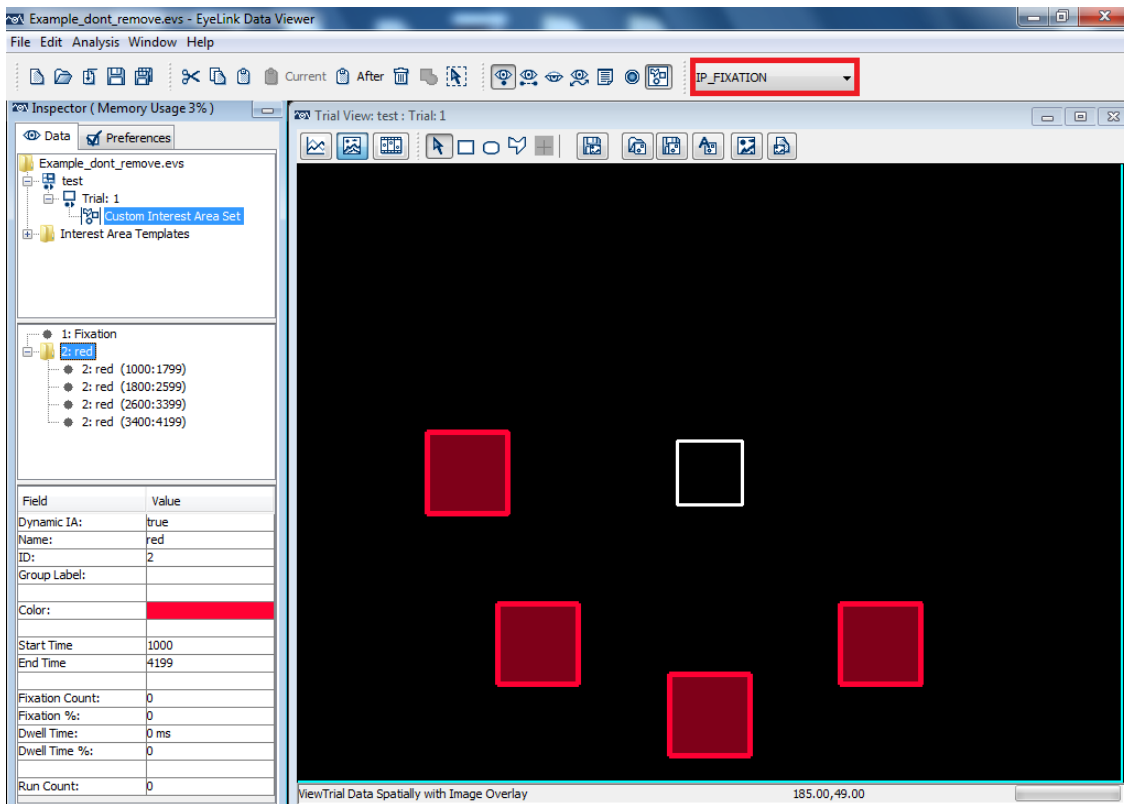 Example_dont_remove.evs - EyeLink Data Viewer
File Edit Analysis Window Help
Current After IP_FIXATION
Inspector ( Memory Usage 3% )
Data Preferences
Example_dont_remove.evs
test
Trial: 1
Custom Interest Area Set
Interest Area Templates
1: Fixation
2: red
2: red (1000:1799)
2: red (1800:2599)
2: red (2600:3399)
2: red (3400:4199)
Field Value
Dynamic IA: true
Name: red
ID: 2
Group Label:
Color:
Start Time 1000
End Time 4199
Fixation Count: 0
Fixation %: 0
Dwell Time: 0 ms
Dwell Time %: 0
Run Count: 0
Trial View: test : Trial: 1
ViewTrial Data Spatially with Image Overlay 185.00,49.00